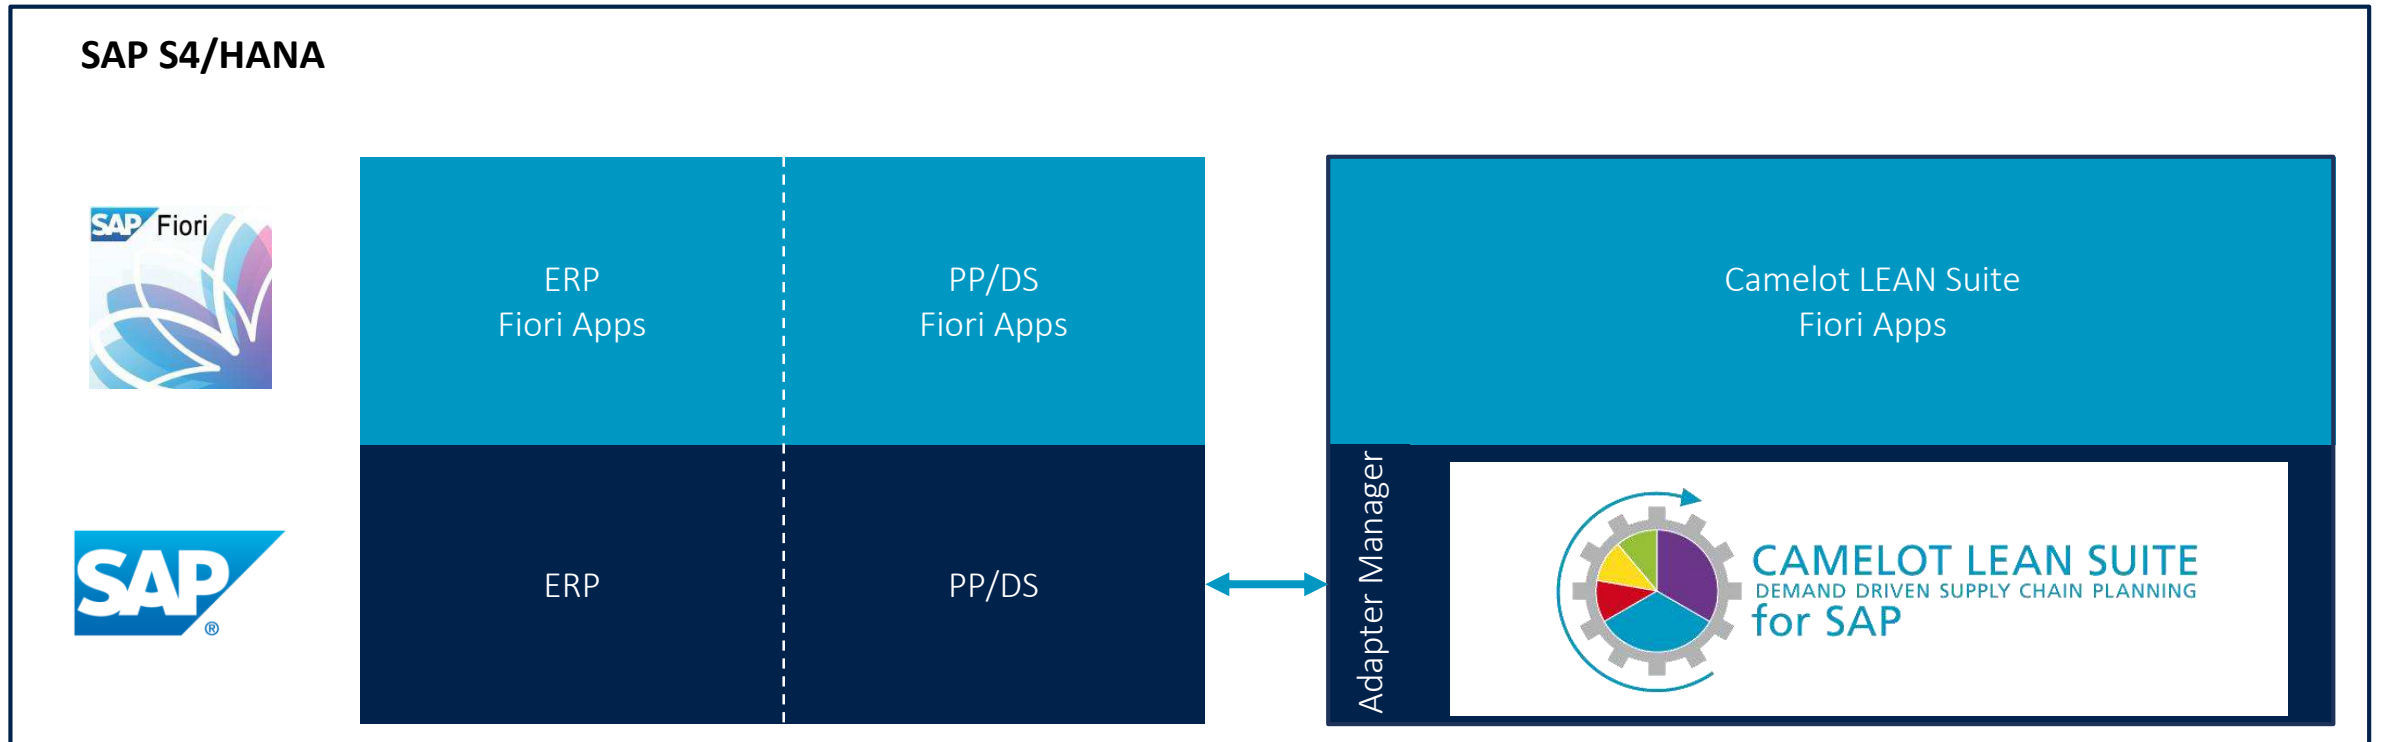 SAP S4/HANA
SAP Fiori
ERP
Fiori Apps
PP/DS
Fiori Apps
Camelot LEAN Suite
Fiori Apps
SAP
®
ERP
PP/DS
Adapter Manager
CAMELOT LEAN SUITE
DEMAND DRIVEN SUPPLY CHAIN PLANNING
for SAP